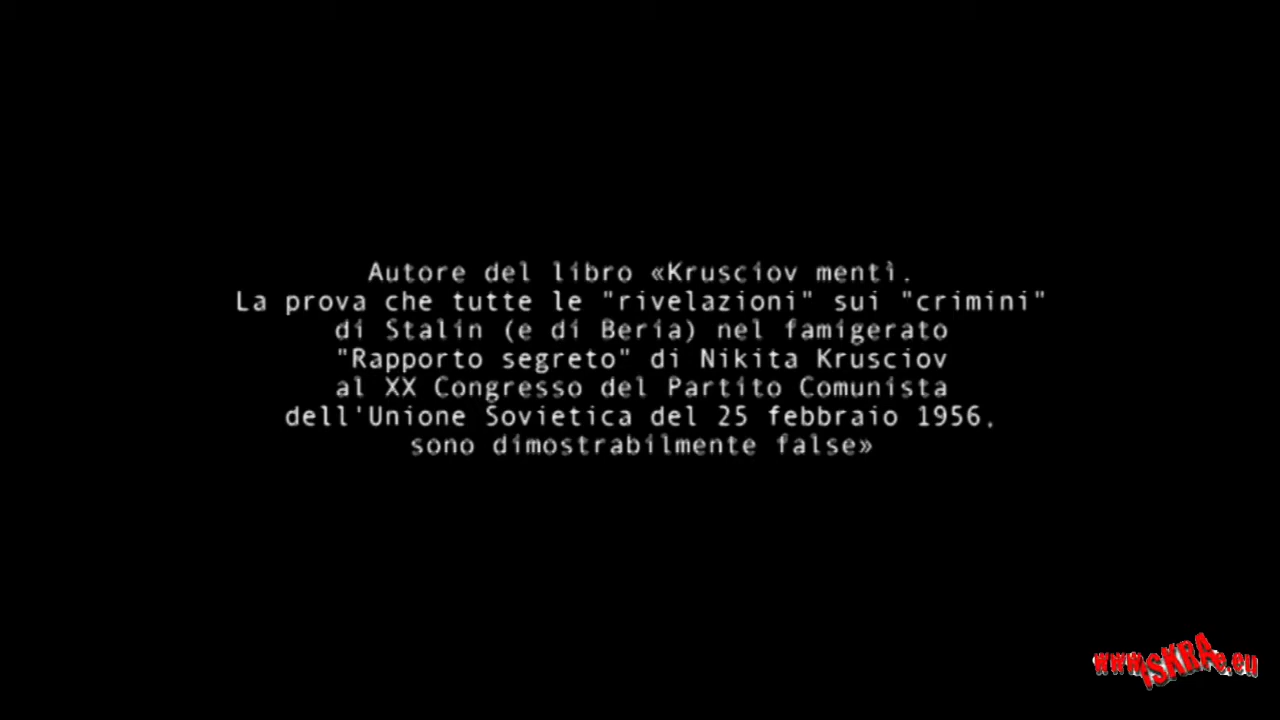 Autore del libro «Krusciov mentì.
La prova che tutte le "rivelazioni" sui "crimini"
di Stalin (e di Beria) nel famigerato
"Rapporto segreto" di Nikita Krusciov
al XX Congresso del Partito Comunista
dell'Unione Sovietica del 25 febbraio 1956,
sono dimostrabilmente false»
www.iSKRAe.eu